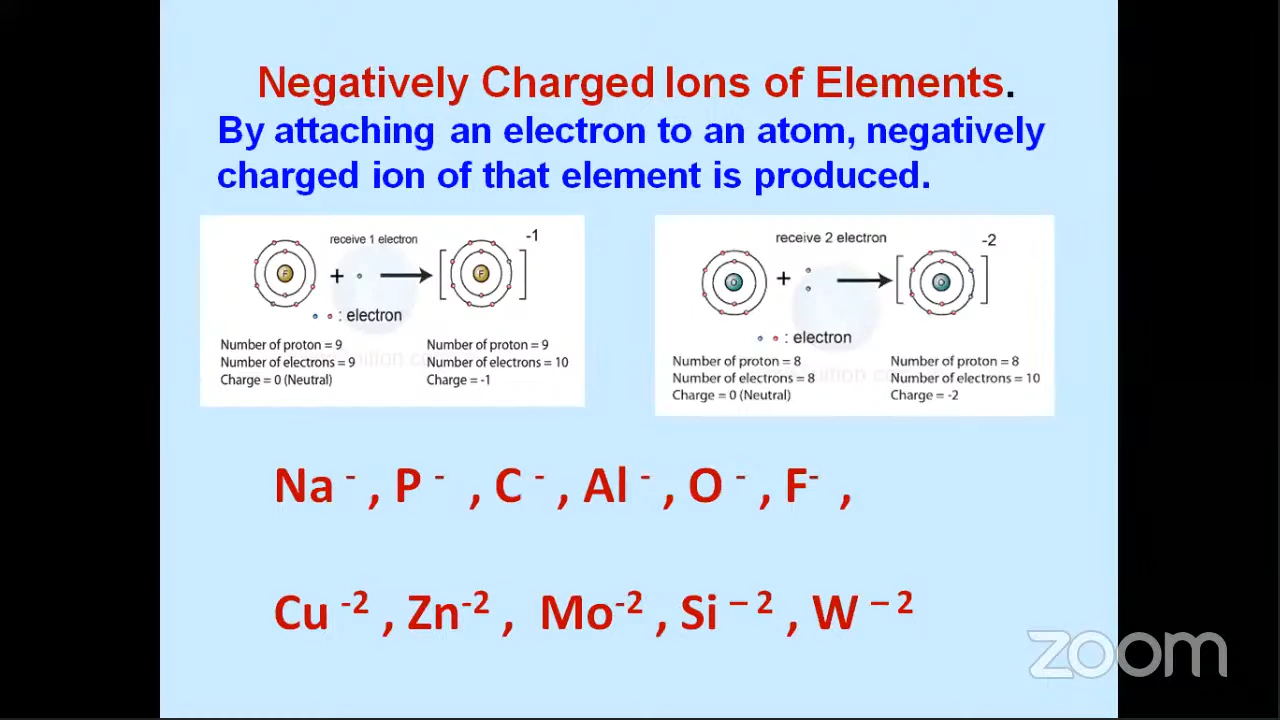 Negatively Charged Ions of Elements.
By attaching an electron to an atom, negatively
charged ion of that element is produced.
receive 1 electron
-1
F
+
F
: electron
Number of proton = 9
Number of electrons = 9
Charge = 0 (Neutral)
Number of proton = 9
Number of electrons = 10
Charge = -1
receive 2 electron
-2
+
: electron
Number of proton = 8
Number of electrons = 8
Charge = 0 (Neutral)
Number of proton = 8
Number of electrons = 10
Charge = -2
Na⁻ , P⁻ , C⁻ , Al⁻ , O⁻ , F⁻ ,
Cu⁻² , Zn⁻² , Mo⁻² , Si⁻² , W⁻²
zoom